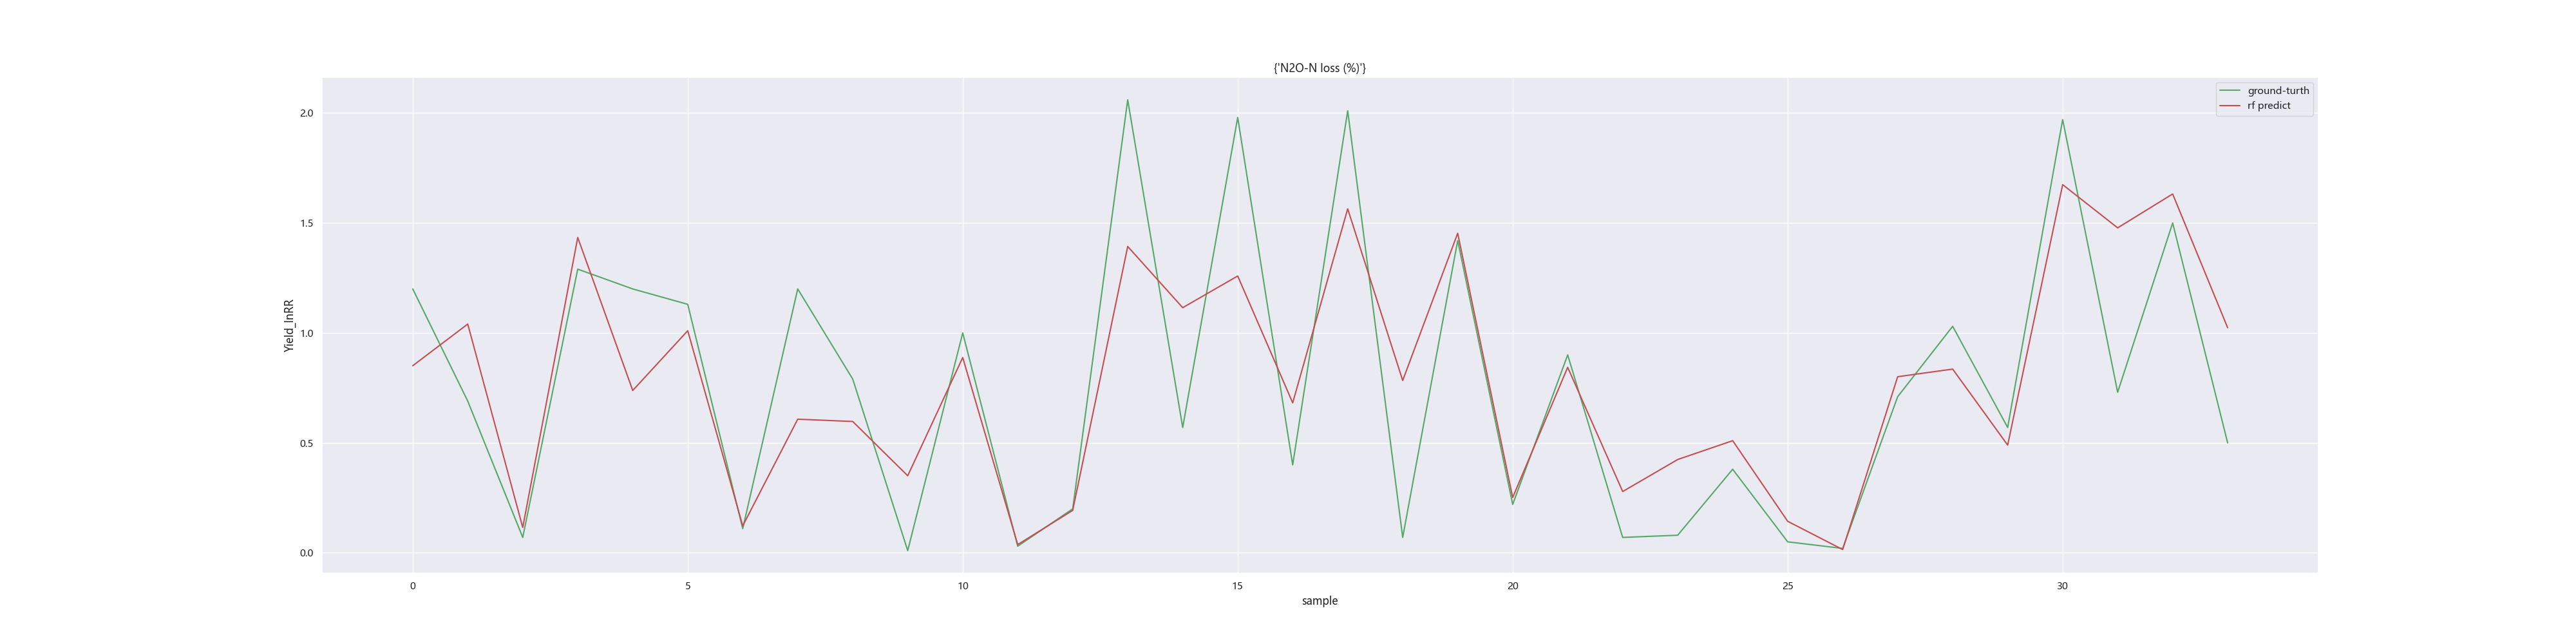 {'N2O-N loss (%)'}
ground-turth
rf predict
2.0
1.5
1.0
0.5
0.0
Yield_lnRR
0 5 10 15 20 25 30
sample